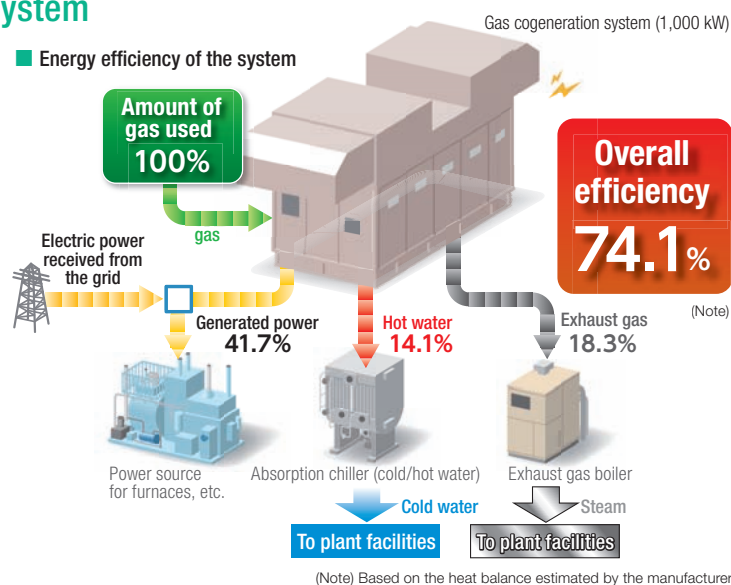 ystem
Gas cogeneration system (1,000 kW)
Energy efficiency of the system
Amount of
gas used
100%
Overall
efficiency
74.1%
(Note)
gas
Electric power
received from
the grid
Generated power
41.7%
Hot water
14.1%
Exhaust gas
18.3%
Power source
for furnaces, etc.
Absorption chiller (cold/hot water)
Exhaust gas boiler
Cold water
Steam
To plant facilities
To plant facilities
(Note) Based on the heat balance estimated by the manufacturer